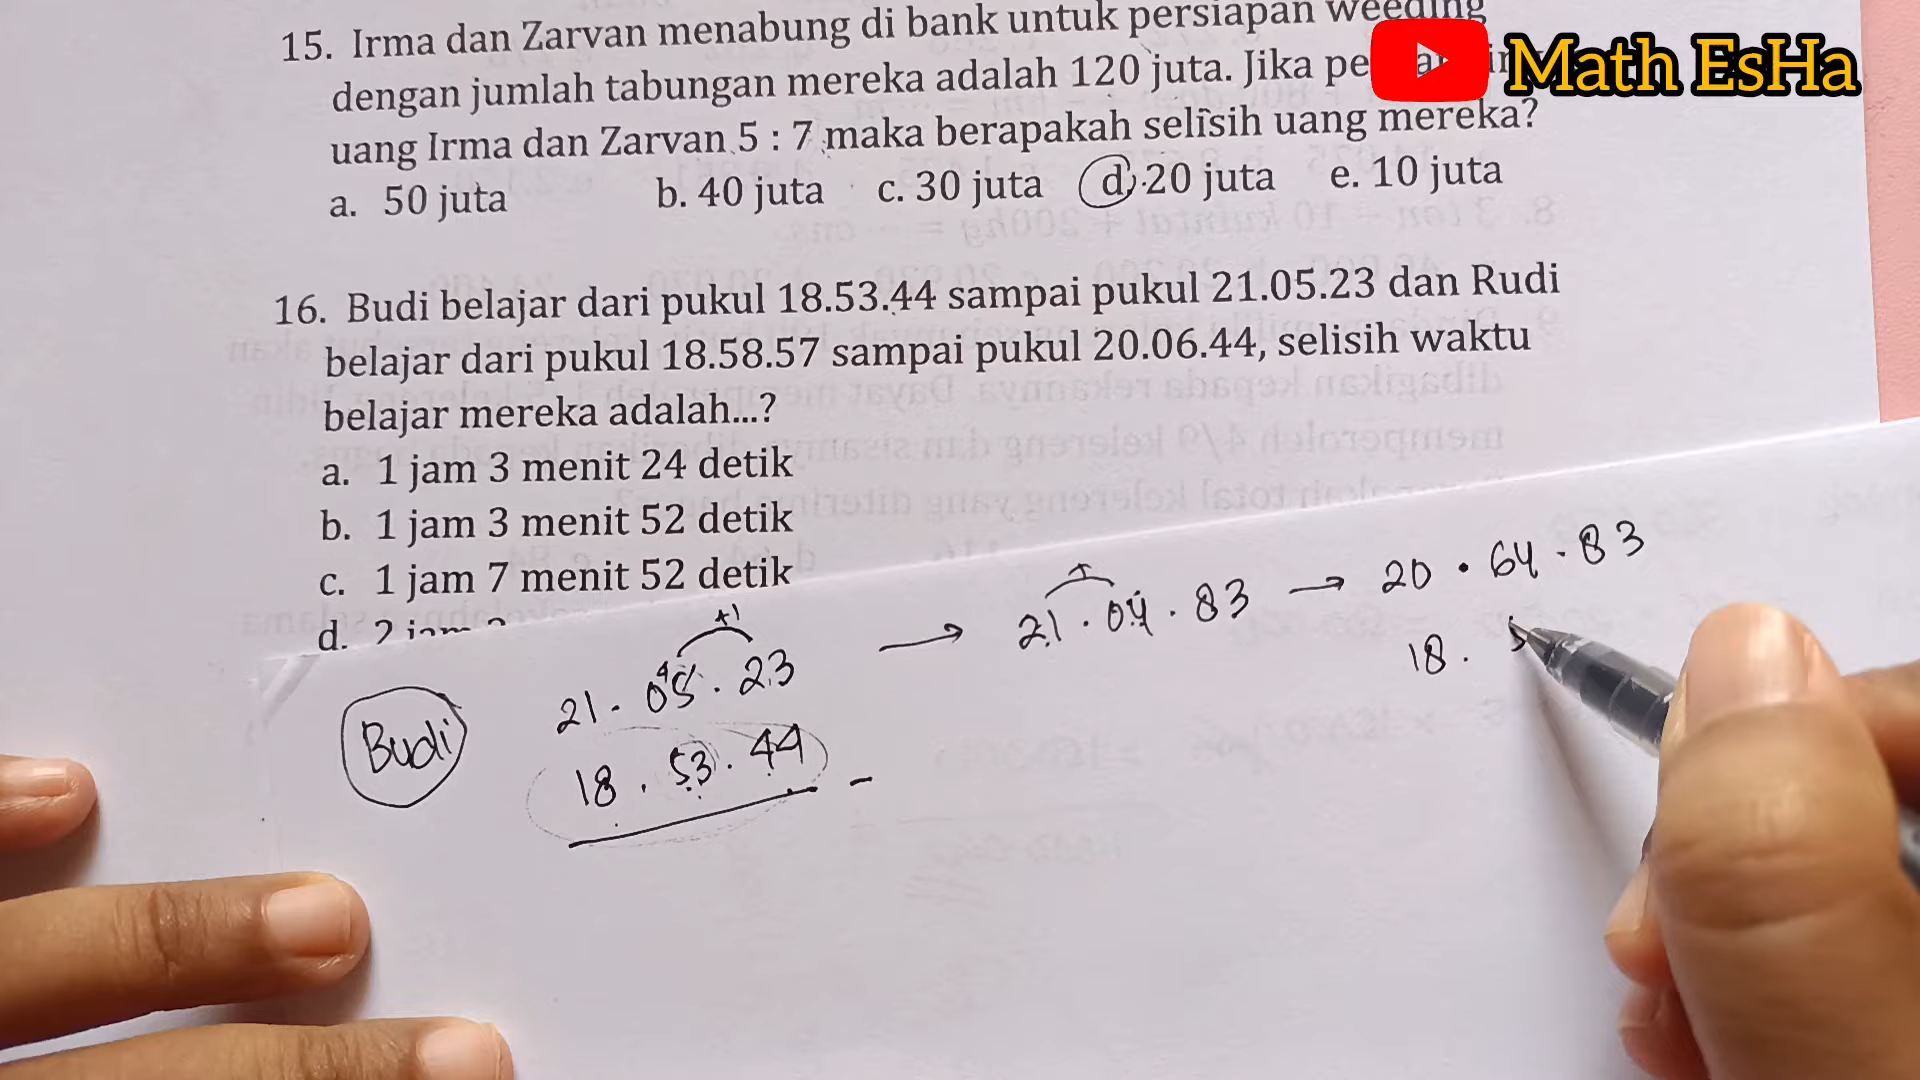 15. Irma dan Zarvan menabung di bank untuk persiapan weeding
dengan jumlah tabungan mereka adalah 120 juta. Jika
uang Irma dan Zarvan 5 : 7 maka berapakah selisih uang mereka?
a. 50 juta b. 40 juta c. 30 juta d. 20 juta e. 10 juta
Math EsHa
16. Budi belajar dari pukul 18.53.44 sampai pukul 21.05.23 dan Rudi
belajar dari pukul 18.58.57 sampai pukul 20.06.44, selisih waktu
belajar mereka adalah...?
a. 1 jam 3 menit 24 detik
b. 1 jam 3 menit 52 detik
c. 1 jam 7 menit 52 detik
d. 2 jam
Budi
+1
4
21 . 05 . 23
18 . 53 . 44 -
21 . 04 . 83
20 . 64 . 83
18 .